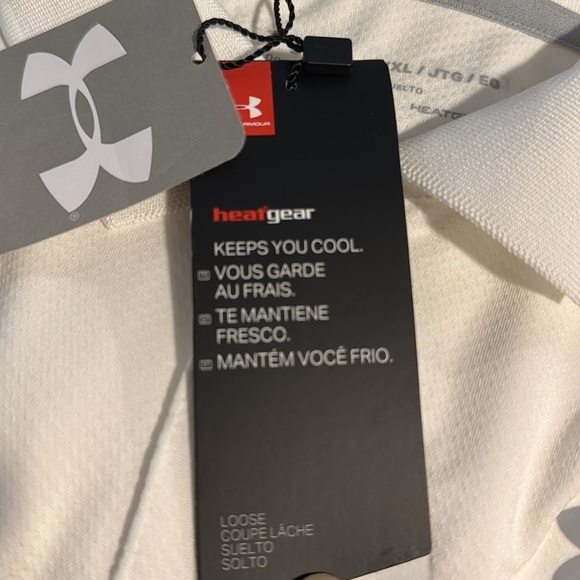 XL / JTG / EG
HEAT
®
heatgear
KEEPS YOU COOL.
VOUS GARDE
AU FRAIS.
TE MANTIENE
FRESCO.
MANTÉM VOCÊ FRIO.
LOOSE
COUPE LÂCHE
SUELTO
SOLTO